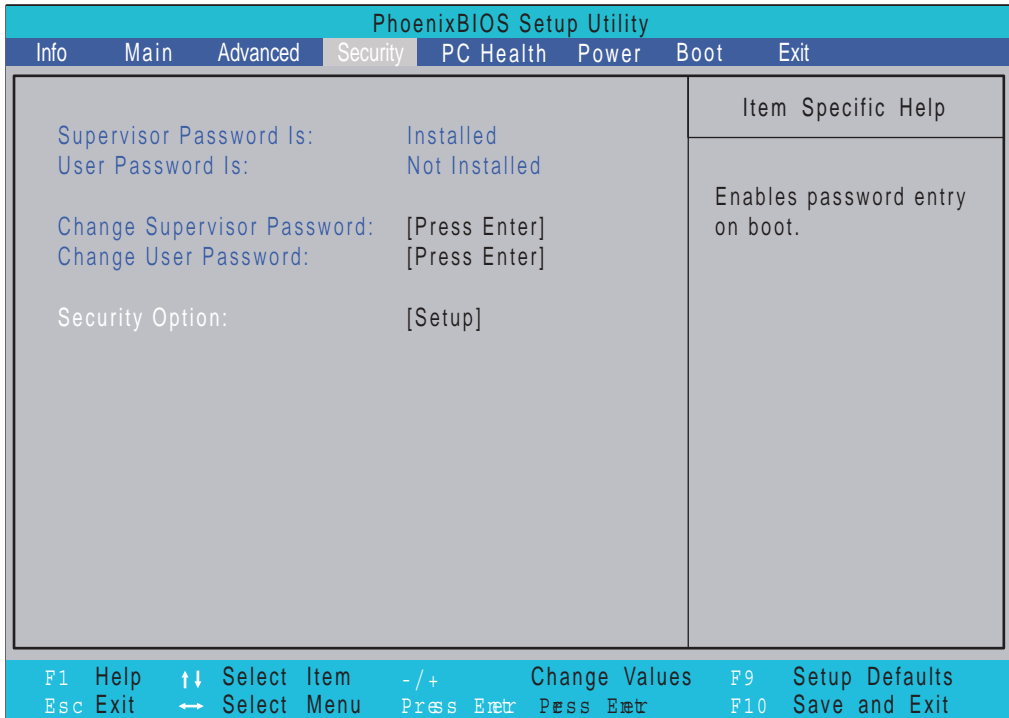 PhoenixBIOS Setup Utility
Info Main Advanced Security PC Health Power Boot Exit
Item Specific Help
Supervisor Password Is: Installed
User Password Is: Not Installed
Enables password entry
on boot.
Change Supervisor Password: [Press Enter]
Change User Password: [Press Enter]
Security Option: [Setup]
F1 Help ↑↓ Select Item -/+ Change Values F9 Setup Defaults
Esc Exit ↔ Select Menu Press F10 Save and Exit